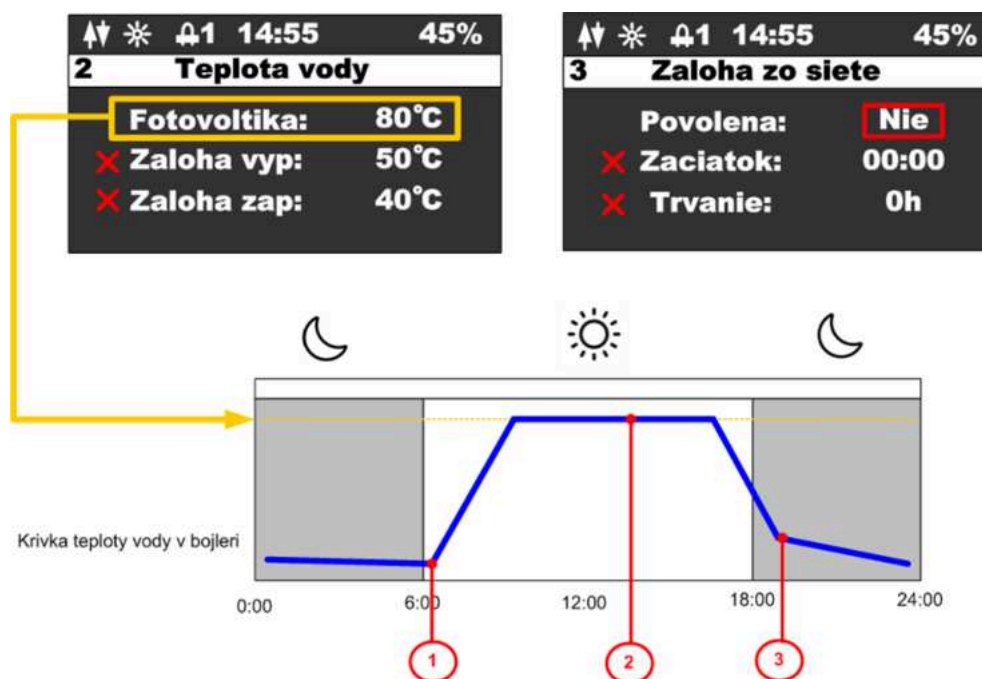 1 14:55 45%
2 Teplota vody
Fotovoltika: 80°C
Zaloha vyp: 50°C
Zaloha zap: 40°C
1 14:55 45%
3 Zaloha zo siete
Povolena: Nie
Zaciatok: 00:00
Trvanie: 0h
Krivka teploty vody v bojleri
0:00 6:00 12:00 18:00 24:00
1 2 3